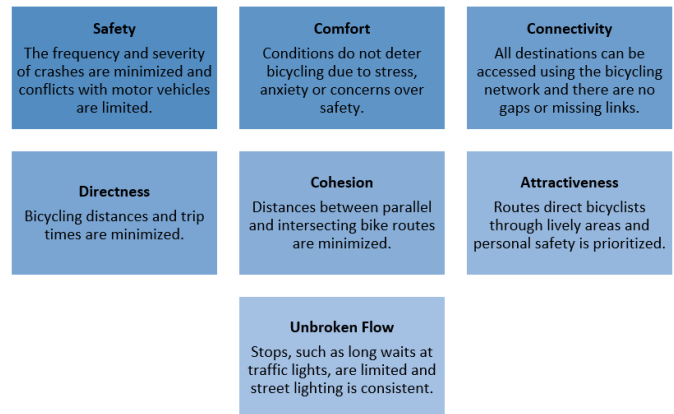 Safety
The frequency and severity
of crashes are minimized and
conflicts with motor vehicles
are limited.
Comfort
Conditions do not deter
bicycling due to stress,
anxiety or concerns over
safety.
Connectivity
All destinations can be
accessed using the bicycling
network and there are no
gaps or missing links.
Directness
Bicycling distances and trip
times are minimized.
Cohesion
Distances between parallel
and intersecting bike routes
are minimized.
Attractiveness
Routes direct bicyclists
through lively areas and
personal safety is prioritized.
Unbroken Flow
Stops, such as long waits at
traffic lights, are limited and
street lighting is consistent.